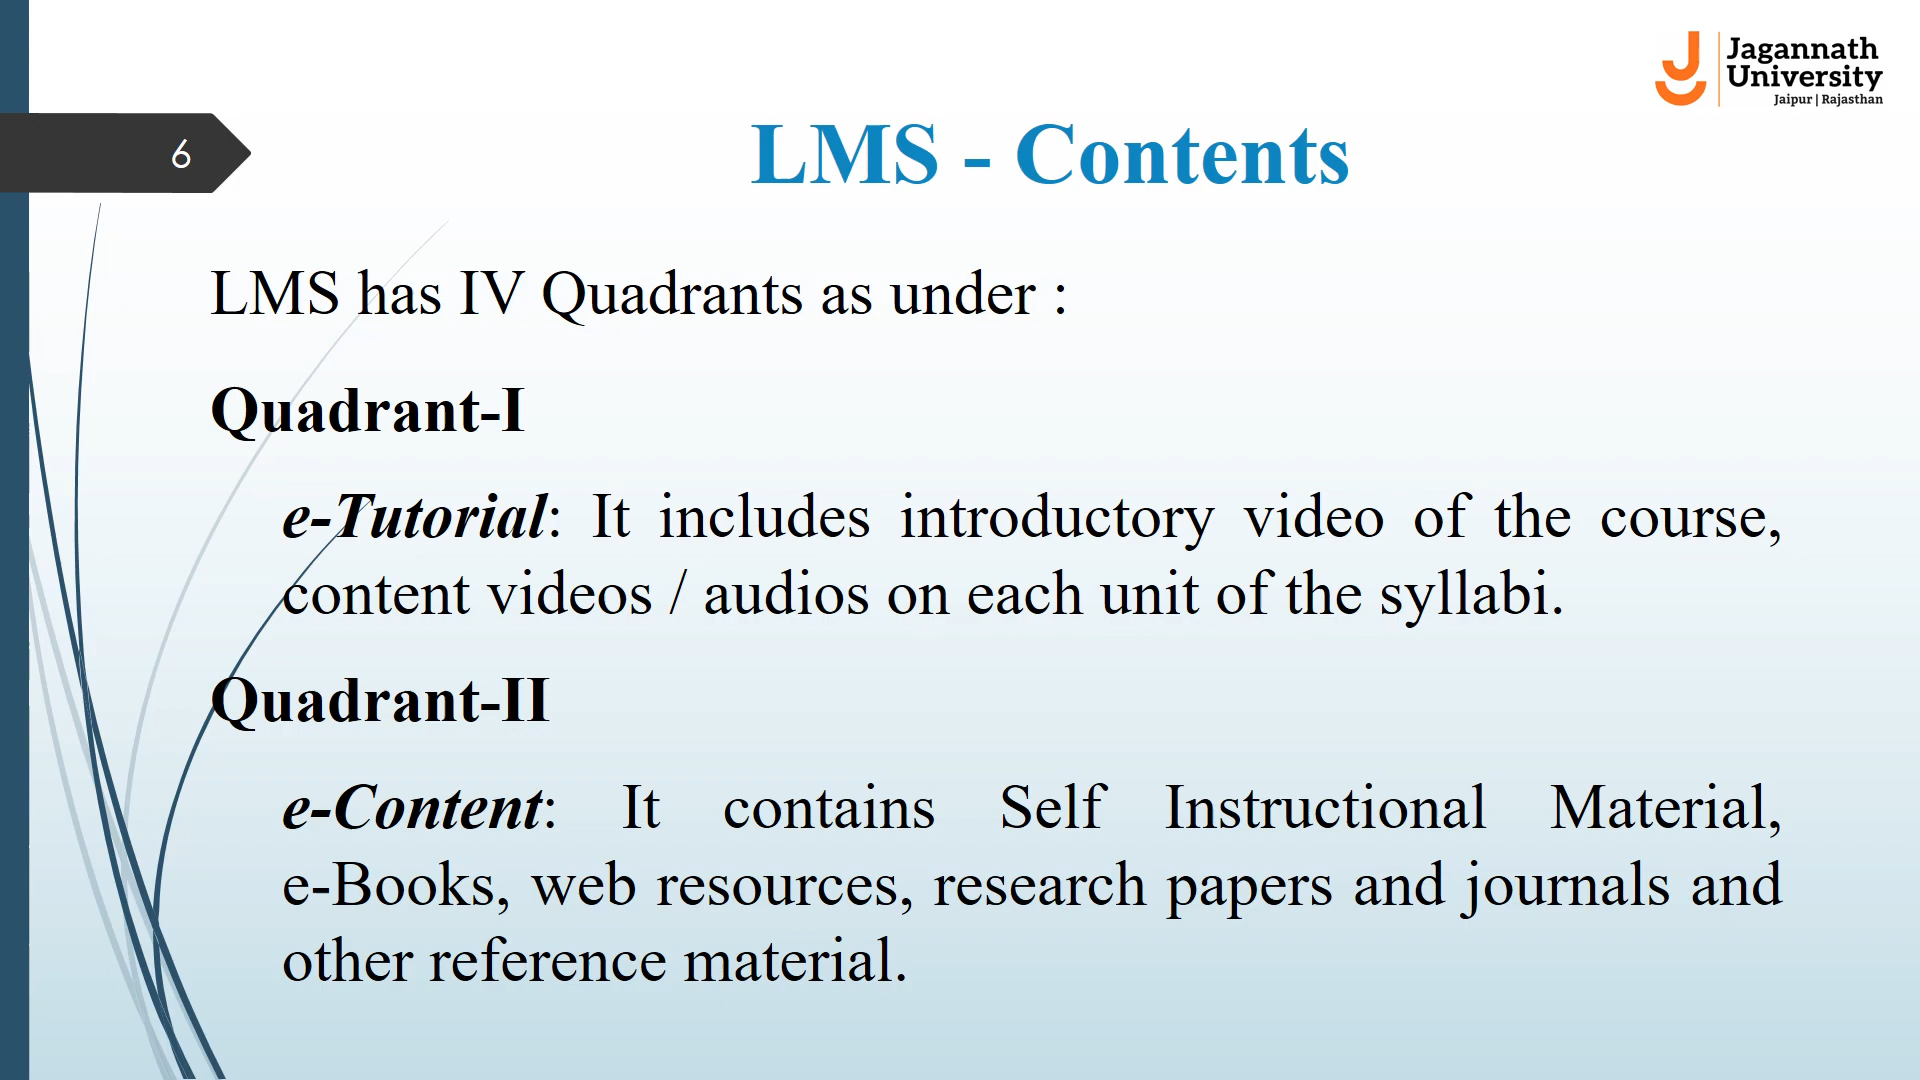 Jagannath
University
Jaipur | Rajasthan
6
LMS - Contents
LMS has IV Quadrants as under :
Quadrant-I
e-Tutorial: It includes introductory video of the course,
content videos / audios on each unit of the syllabi.
Quadrant-II
e-Content: It contains Self Instructional Material,
e-Books, web resources, research papers and journals and
other reference material.